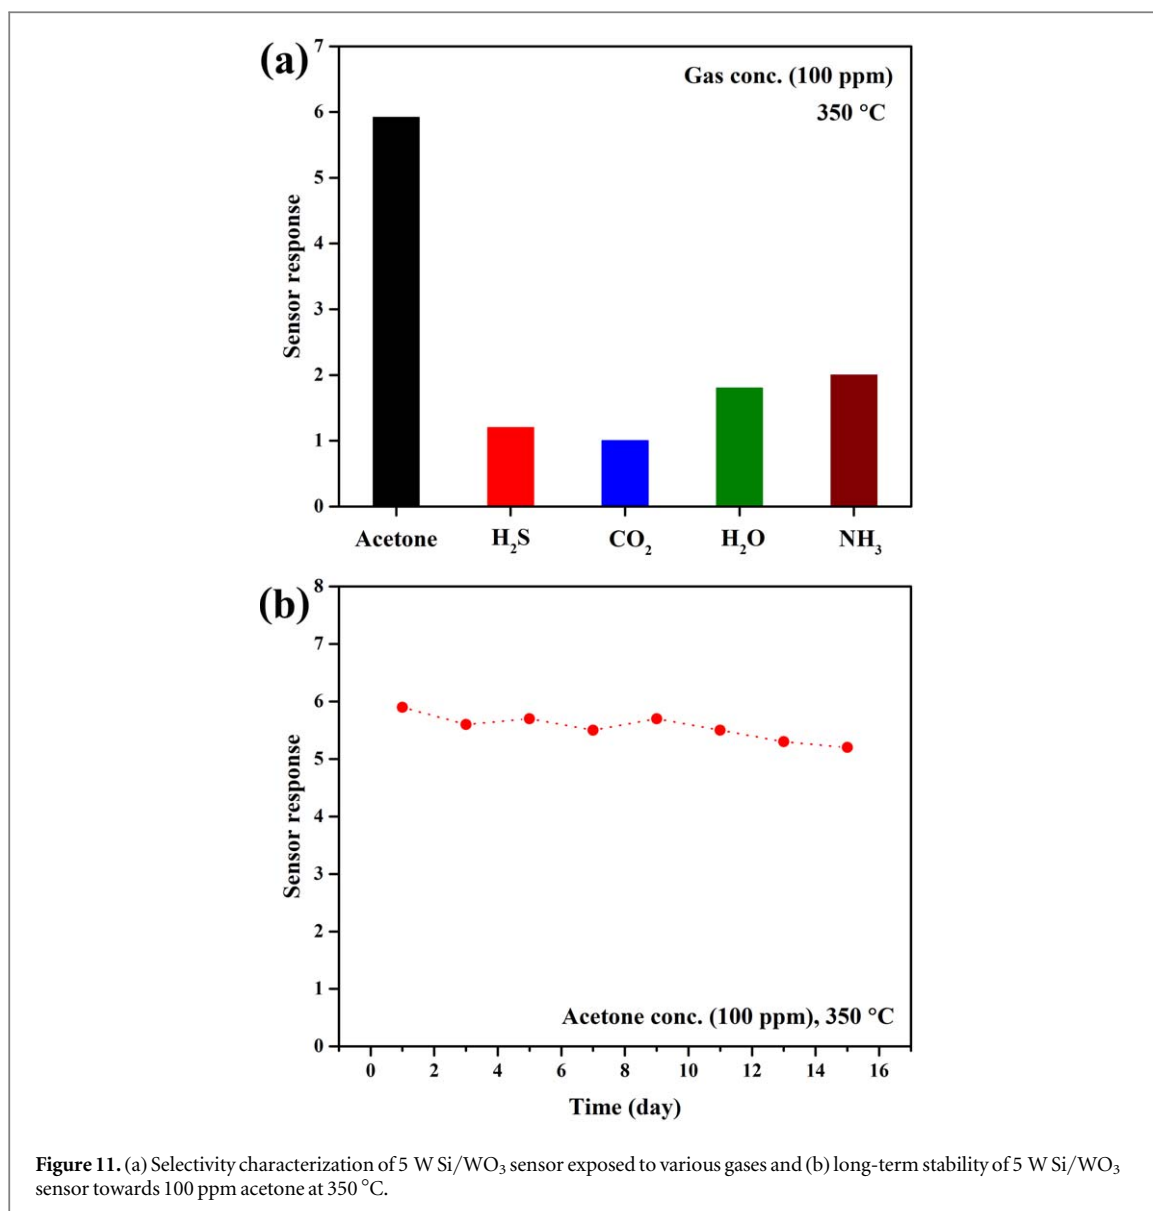 (a)
7
6
5
4
3
2
1
0
Sensor response
Gas conc. (100 ppm)
350 °C
Acetone H₂S CO₂ H₂O NH₃
(b)
8
7
6
5
4
3
2
1
0
Sensor response
Acetone conc. (100 ppm), 350 °C
0 2 4 6 8 10 12 14 16
Time (day)
Figure 11. (a) Selectivity characterization of 5 W Si/WO₃ sensor exposed to various gases and (b) long-term stability of 5 W Si/WO₃
sensor towards 100 ppm acetone at 350 °C.